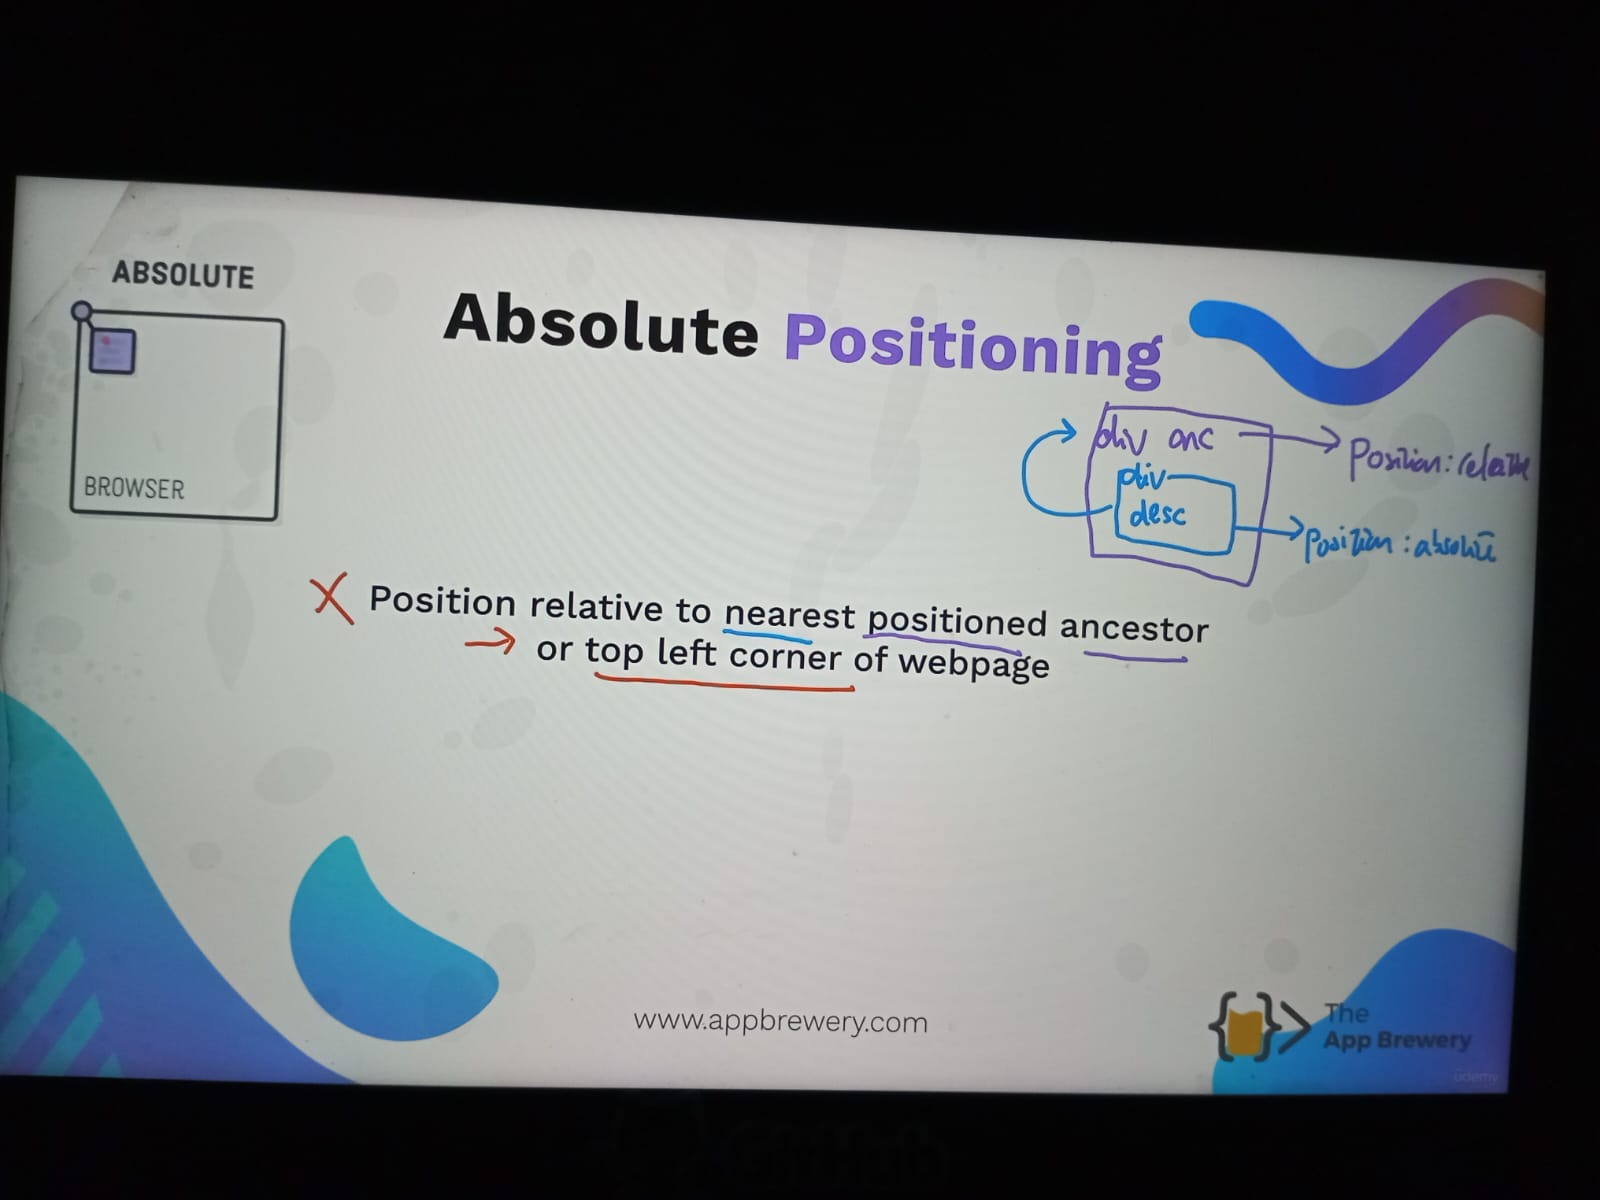 ABSOLUTE
BROWSER
Absolute Positioning
div anc
Position: relative
div
desc
Position: absolute
X Position relative to nearest positioned ancestor
or top left corner of webpage
www.appbrewery.com
The
App Brewery
ûdemy